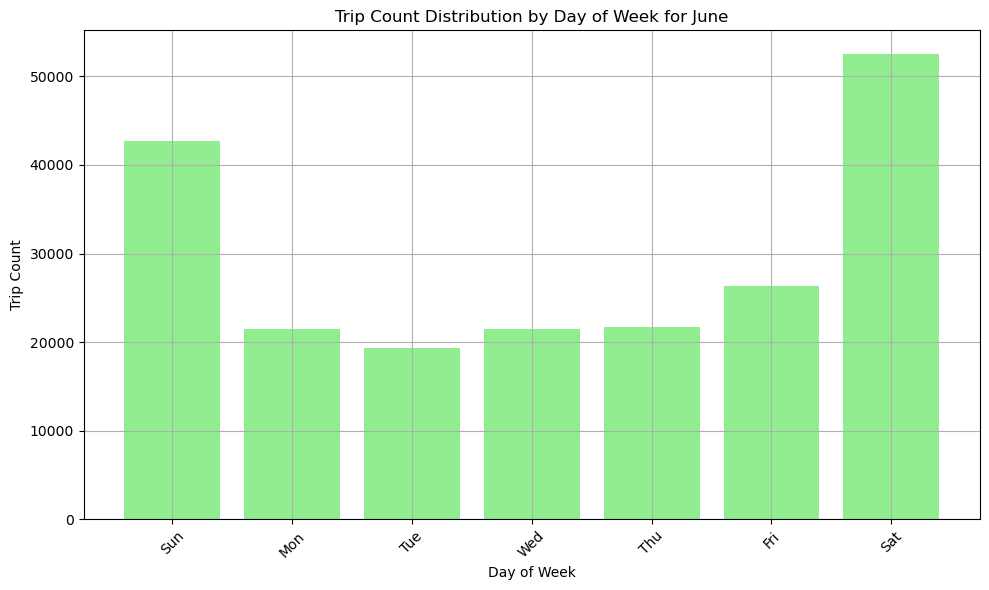 Trip Count Distribution by Day of Week for June
Trip Count
50000
40000
30000
20000
10000
0
Sun
Mon
Tue
Wed
Thu
Fri
Sat
Day of Week